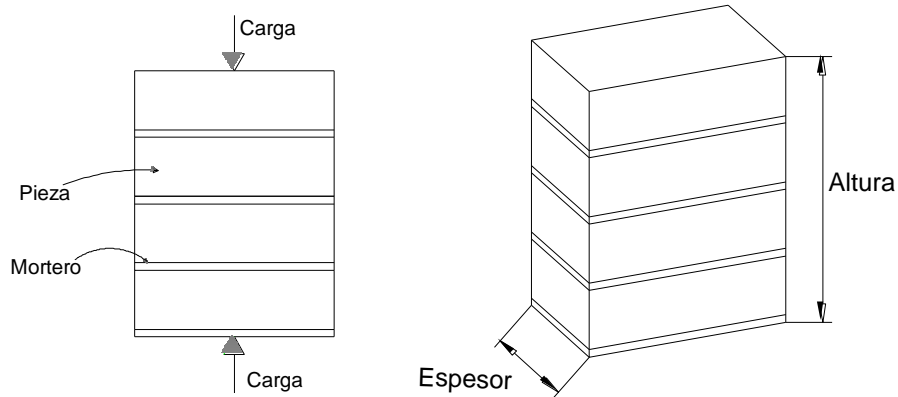 Carga
Pieza
Mortero
Carga
Altura
Espesor